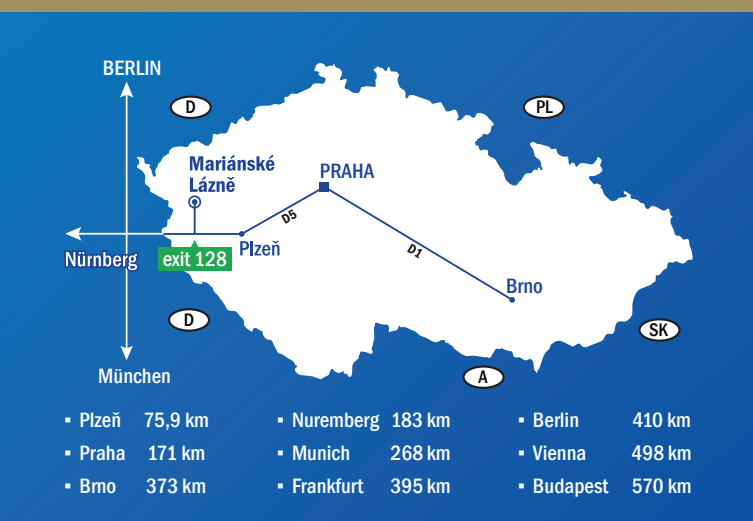 BERLIN
D
PL
Mariánské
Lázně
PRAHA
D5
Plzeň
D1
Nürnberg
exit 128
Brno
D
SK
München
A
▪ Plzeň 75,9 km
▪ Praha 171 km
▪ Brno 373 km
▪ Nuremberg 183 km
▪ Munich 268 km
▪ Frankfurt 395 km
▪ Berlin 410 km
▪ Vienna 498 km
▪ Budapest 570 km